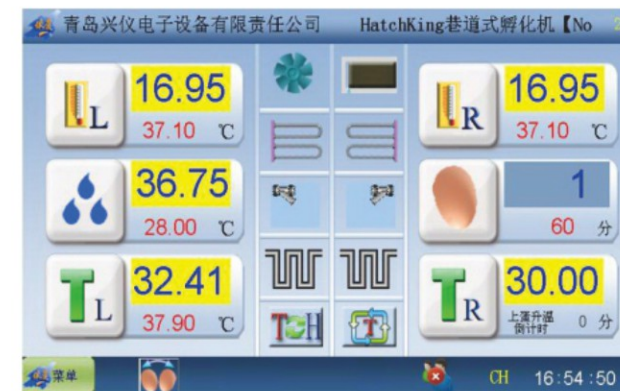 青岛兴仪电子设备有限责任公司 HatchKing巷道式孵化机【No 2
L 16.95
37.10 ℃
R 16.95
37.10 ℃
36.75
28.00 ℃
1
60 分
T L 32.41
37.90 ℃
TH
T
T R 30.00
上蛋升温
倒计时 0 分
菜单
CH 16:54:50